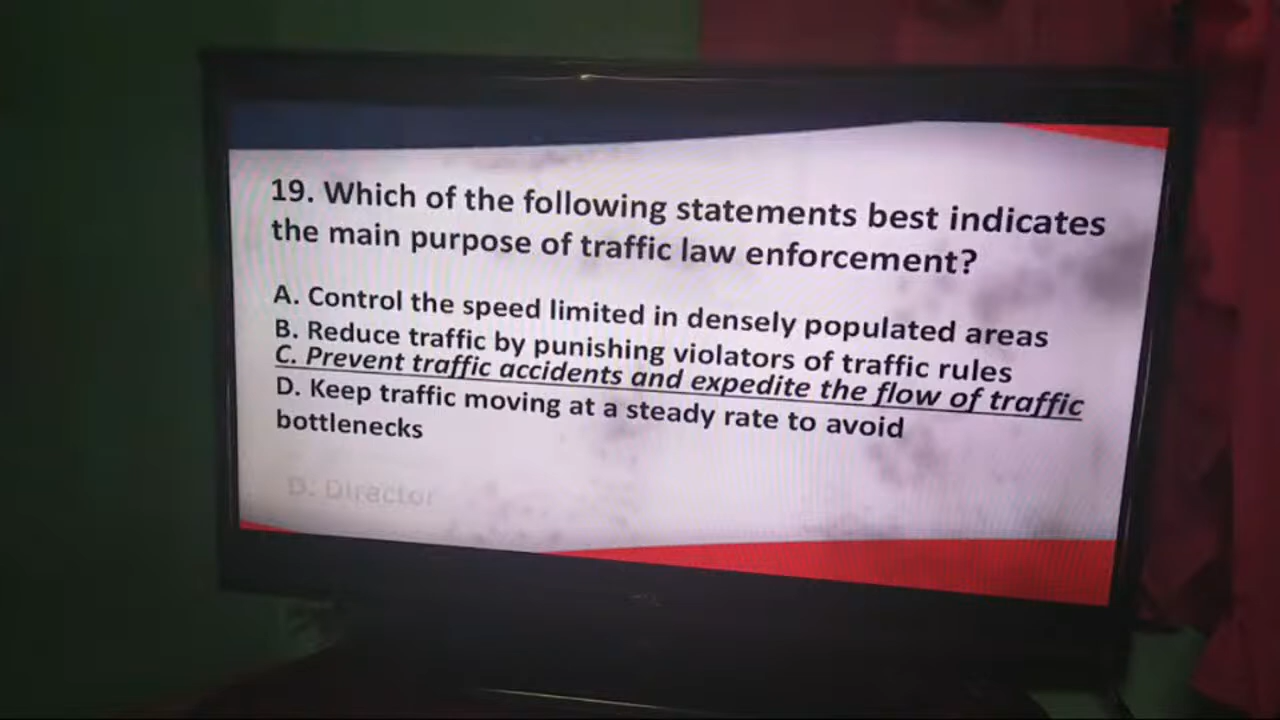 19. Which of the following statements best indicates
the main purpose of traffic law enforcement?
A. Control the speed limited in densely populated areas
B. Reduce traffic by punishing violators of traffic rules
C. Prevent traffic accidents and expedite the flow of traffic
D. Keep traffic moving at a steady rate to avoid
bottlenecks
D. Director